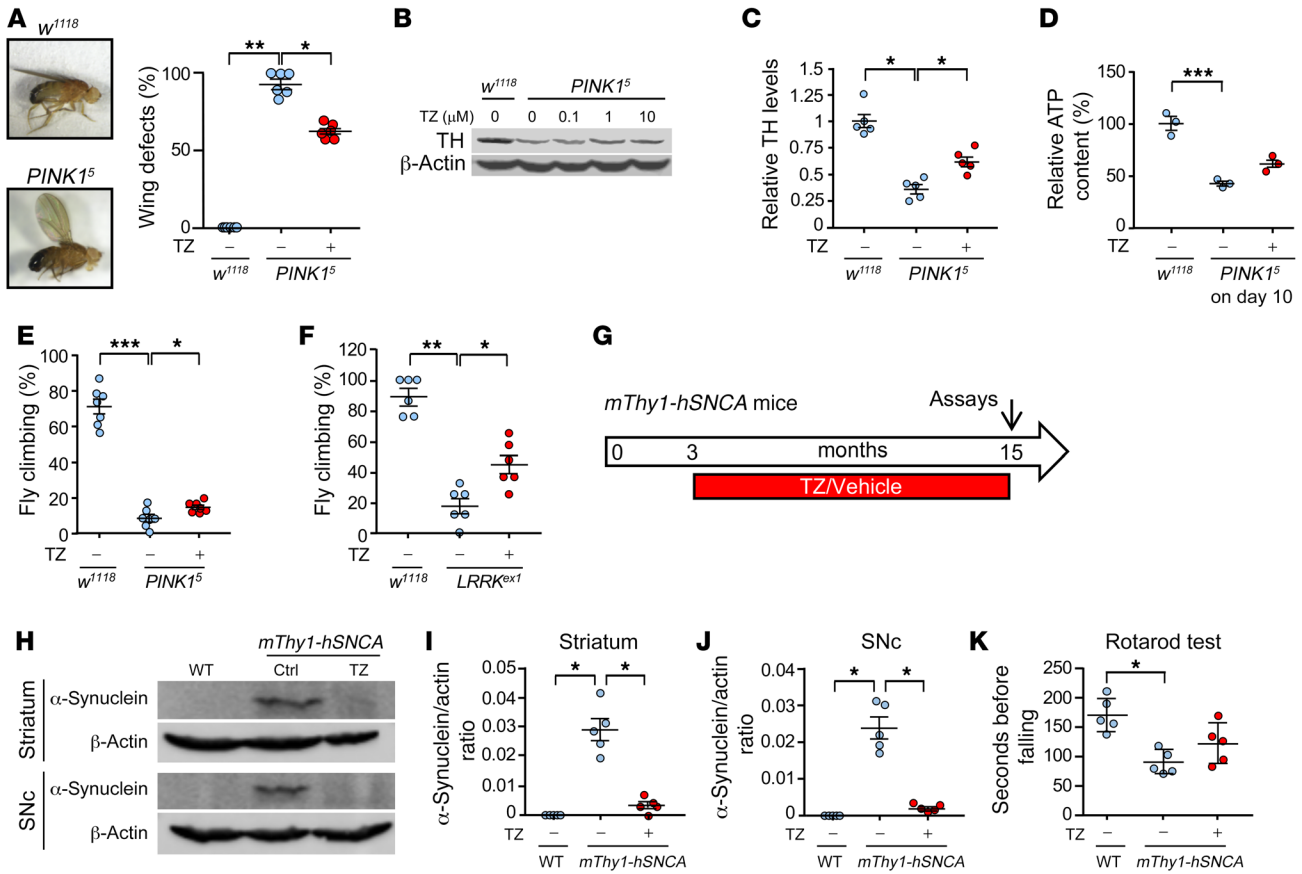 A
w1118
PINK15
Wing defects (%)
100
50
0
** *
TZ – – +
w1118 PINK15
B
w1118 PINK15
TZ (μM) 0 0 0.1 1 10
TH
β-Actin
C
Relative TH levels
1.5
1.25
1
0.75
0.5
0.25
0
* *
TZ – – +
w1118 PINK15
D
Relative ATP
content (%)
150
100
50
0
***
TZ – – +
w1118 PINK15
on day 10
E
Fly climbing (%)
100
80
60
40
20
0
*** *
TZ – – +
w1118 PINK15
F
Fly climbing (%)
120
100
80
60
40
20
0
** *
TZ – – +
w1118 LRRKex1
G
mThy1-hSNCA mice
Assays
0 3 months 15
TZ/Vehicle
H
mThy1-hSNCA
WT Ctrl TZ
Striatum
α-Synuclein
β-Actin
SNc
α-Synuclein
β-Actin
I
Striatum
α-Synuclein/actin
ratio
0.05
0.04
0.03
0.02
0.01
0
* *
TZ – – +
WT mThy1-hSNCA
J
SNc
α-Synuclein/actin
ratio
0.04
0.03
0.02
0.01
0
* *
TZ – – +
WT mThy1-hSNCA
K
Rotarod test
Seconds before
falling
250
200
150
100
50
0
*
TZ – – +
WT mThy1-hSNCA